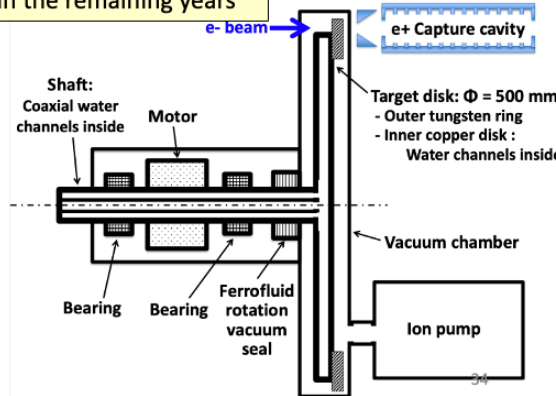 in the remaining years
e- beam
e+ Capture cavity
Shaft:
Coaxial water
channels inside
Motor
Target disk: Φ = 500 mm
- Outer tungsten ring
- Inner copper disk :
Water channels inside
Vacuum chamber
Bearing
Bearing
Ferrofluid
rotation
vacuum
seal
Ion pump
34